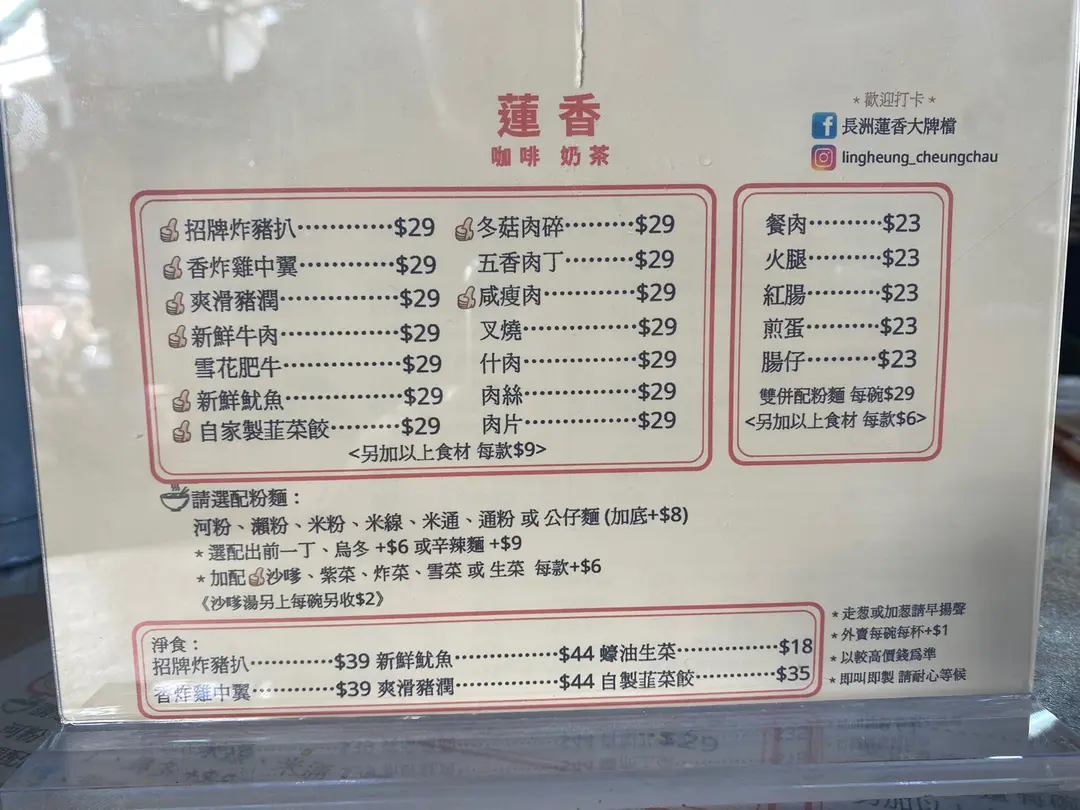 蓮香
咖啡 奶茶
* 歡迎打卡 *
長洲蓮香大牌檔
lingheung_cheungchau
招牌炸豬扒············$29
香炸雞中翼············$29
爽滑豬潤···············$29
新鮮牛肉···············$29
雪花肥牛···············$29
新鮮魷魚···············$29
自家製韮菜餃·········$29
冬菇肉碎·········$29
五香肉丁·········$29
咸瘦肉············$29
叉燒···············$29
什肉···············$29
肉絲···············$29
肉片···············$29
<另加以上食材 每款$9>
餐肉·········$23
火腿·········$23
紅腸·········$23
煎蛋·········$23
腸仔·········$23
雙併配粉麵 每碗$29
<另加以上食材 每款$6>
請選配粉麵：
河粉、瀨粉、米粉、米線、米通、通粉 或 公仔麵 (加底+$8)
* 選配出前一丁、烏冬 +$6 或辛辣麵 +$9
* 加配沙嗲、紫菜、炸菜、雪菜 或 生菜 每款+$6
《沙嗲湯另上每碗另收$2》
淨食：
招牌炸豬扒············$39 新鮮魷魚···············$44 蠔油生菜···············$18
香炸雞中翼············$39 爽滑豬潤···············$44 自製韮菜餃············$35
* 走葱或加葱請早揚聲
* 外賣每碗每杯+$1
* 以較高價錢爲準
* 即叫即製 請耐心等候